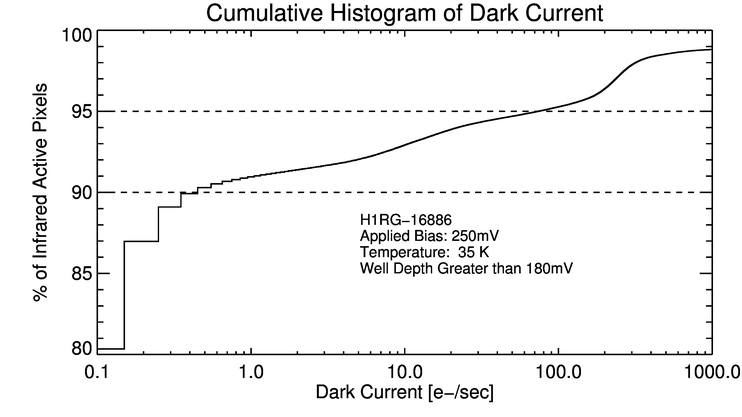 Cumulative Histogram of Dark Current
100
95
90
85
80
% of Infrared Active Pixels
H1RG−16886
Applied Bias: 250mV
Temperature:  35 K
Well Depth Greater than 180mV
0.1 1.0 10.0 100.0 1000.0
Dark Current [e−/sec]